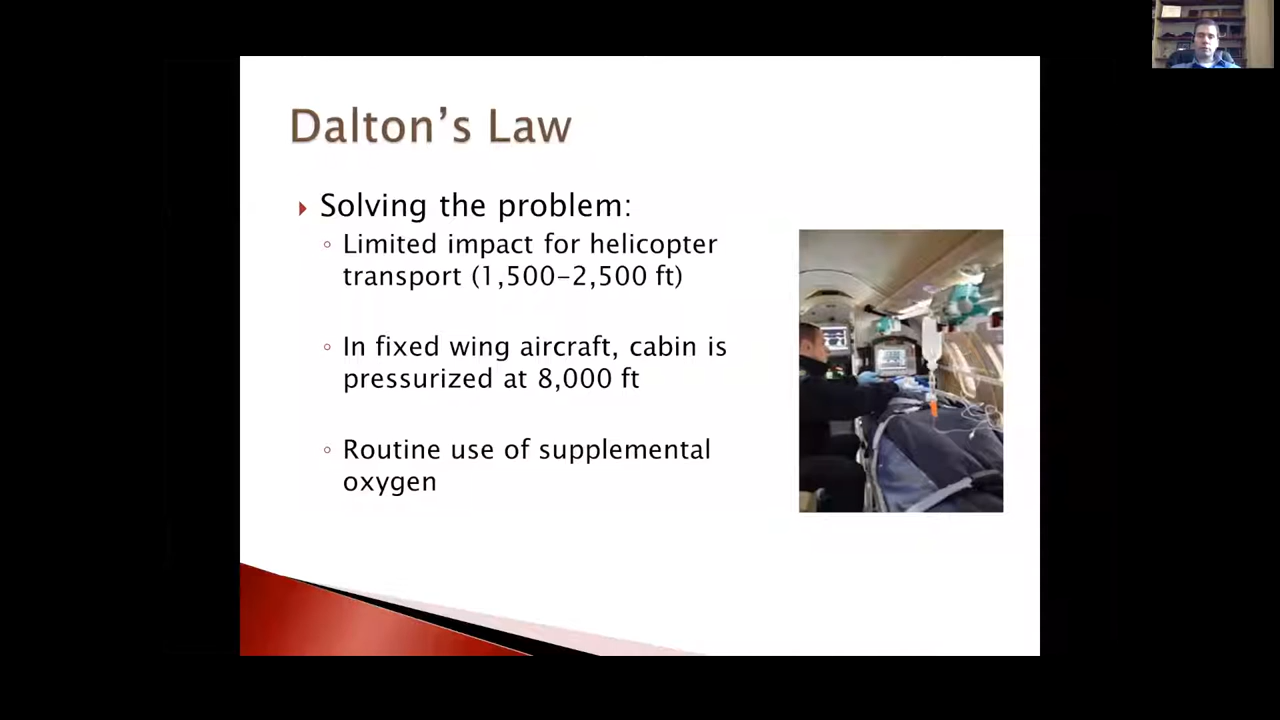 Dalton's Law
Solving the problem:
Limited impact for helicopter
transport (1,500-2,500 ft)
In fixed wing aircraft, cabin is
pressurized at 8,000 ft
Routine use of supplemental
oxygen